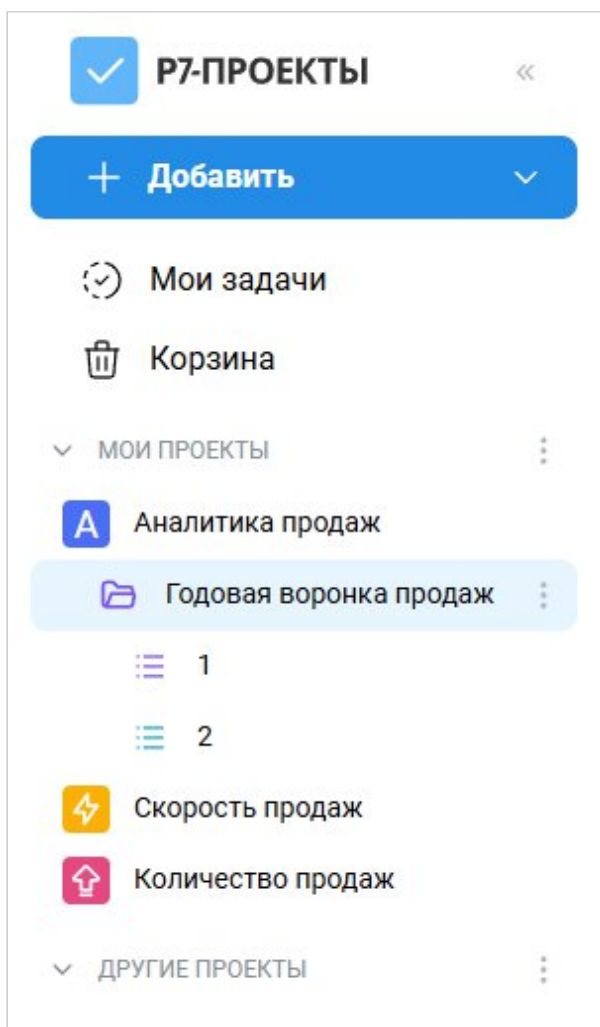 Р7-ПРОЕКТЫ
Добавить
Мои задачи
Корзина
МОИ ПРОЕКТЫ
А Аналитика продаж
Годовая воронка продаж
1
2
Скорость продаж
Количество продаж
ДРУГИЕ ПРОЕКТЫ